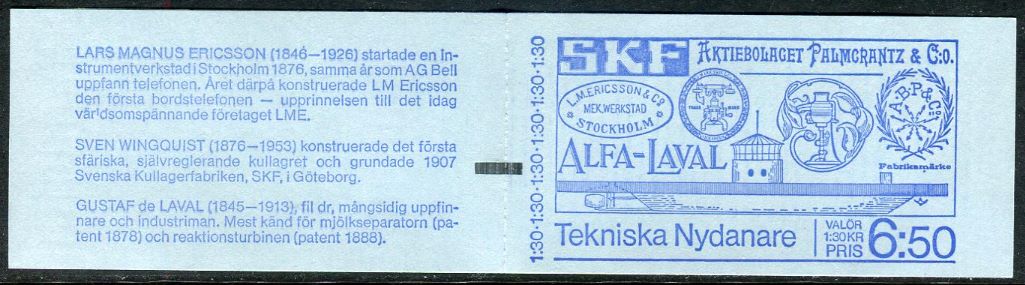 LARS MAGNUS ERICSSON (1846—1926) startade en In-
strumentverkstad i Stockholm 1876, samma år som AG Bell
uppfann telefonen. Året därpå konstruerade LM Ericsson
den första bordstelefonen — upprinnelsen till det idag
världsomspännande företaget LME.
SVEN WINGQUIST (1876—1953) konstruerade det första
sfäriska, självreglerande kullagret och grundade 1907
Svenska Kullagerfabriken, SKF, i Göteborg.
GUSTAF de LAVAL (1845—1913), fil dr, mångsidig uppfin-
nare och industriman. Mest känd för mjölkseparatorn (pa-
tent 1878) och reaktionsturbinen (patent 1888).
1:30·1:30·1:30·1:30·1:30
SKF
AKTIEBOLAGET PALMCRANTZ & C:O.
L.M. ERICSSON & Co
MEK. WERKSTAD
STOCKHOLM
TRADE MARK
A.B.P.& C:o
Fabriksmärke
ALFA-LAVAL
Tekniska Nydanare
VALÖR
1:30 KR
PRIS
6:50